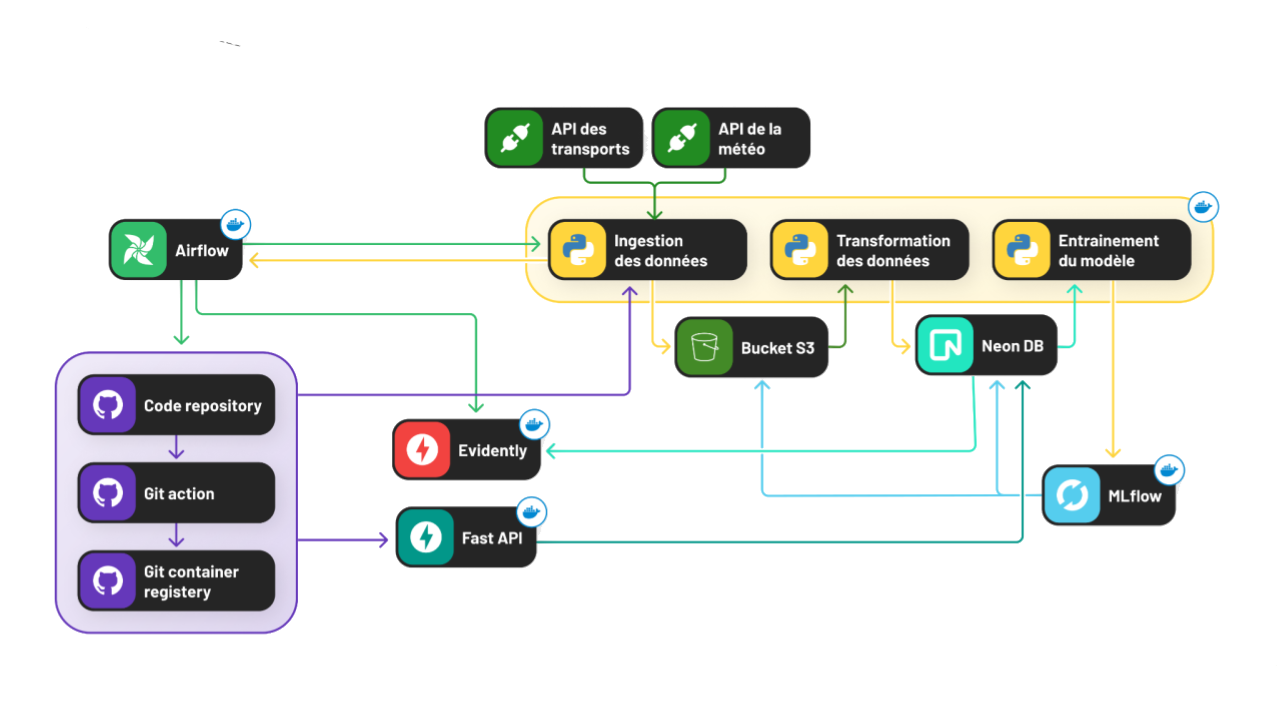 API des
transports
API de la
météo
Airflow
Ingestion
des données
Transformation
des données
Entrainement
du modèle
Bucket S3
Neon DB
Code repository
Evidently
Git action
MLflow
Fast API
Git container
registery